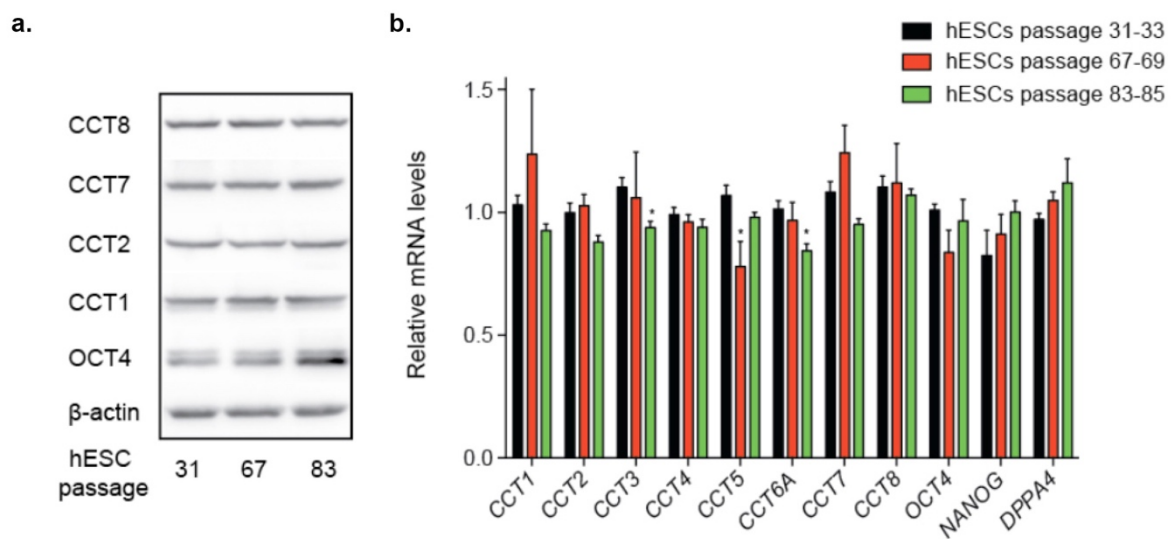 a.
CCT8
CCT7
CCT2
CCT1
OCT4
β-actin
hESC
passage
31 67 83
b.
hESCs passage 31-33
hESCs passage 67-69
hESCs passage 83-85
Relative mRNA levels
1.5
1.0
0.5
0.0
*
*
*
CCT1 CCT2 CCT3 CCT4 CCT5 CCT6A CCT7 CCT8 OCT4 NANOG DPPA4